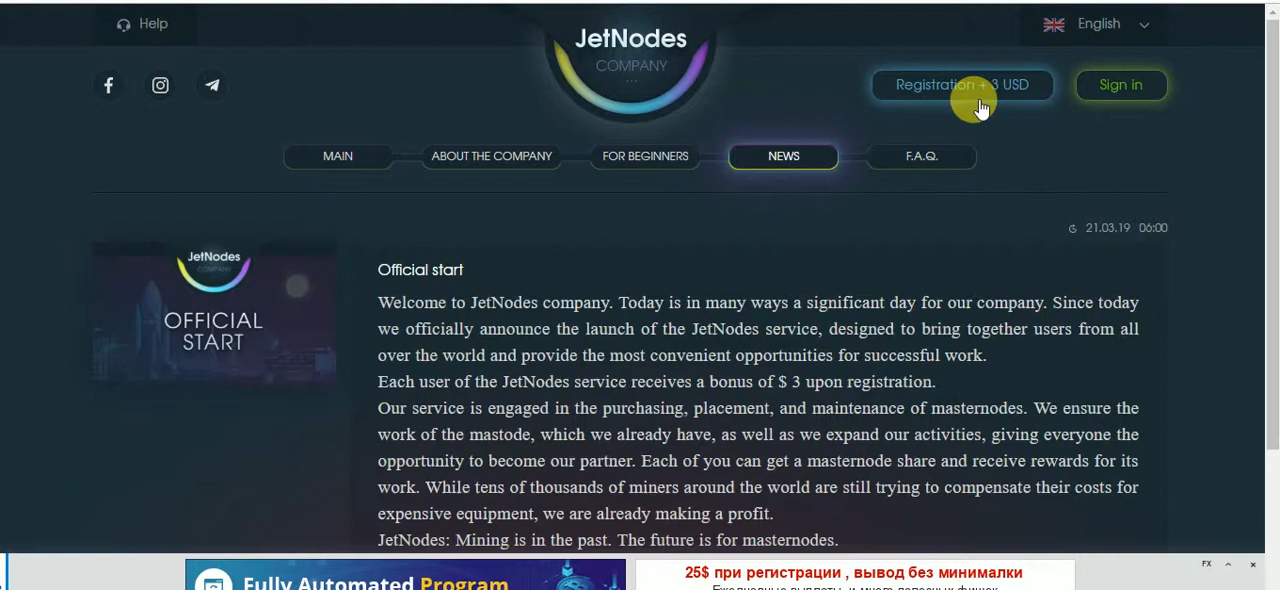 Help
JetNodes
COMPANY
English
Registration + 3 USD
Sign in
MAIN
ABOUT THE COMPANY
FOR BEGINNERS
NEWS
F.A.Q.
21.03.19 06:00
JetNodes
COMPANY
OFFICIAL
START
Official start
Welcome to JetNodes company. Today is in many ways a significant day for our company. Since today
we officially announce the launch of the JetNodes service, designed to bring together users from all
over the world and provide the most convenient opportunities for successful work.
Each user of the JetNodes service receives a bonus of $ 3 upon registration.
Our service is engaged in the purchasing, placement, and maintenance of masternodes. We ensure the
work of the mastode, which we already have, as well as we expand our activities, giving everyone the
opportunity to become our partner. Each of you can get a masternode share and receive rewards for its
work. While tens of thousands of miners around the world are still trying to compensate their costs for
expensive equipment, we are already making a profit.
JetNodes: Mining is in the past. The future is for masternodes.
FX
Fully Automated Program
25$ при регистрации , вывод без минималки
Ежедневные выплаты, и много полезных фишек